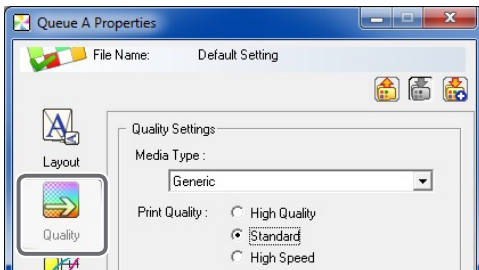 Queue A Properties
File Name: Default Setting
Layout
Quality
Quality Settings
Media Type :
Generic
Print Quality :
High Quality
Standard
High Speed